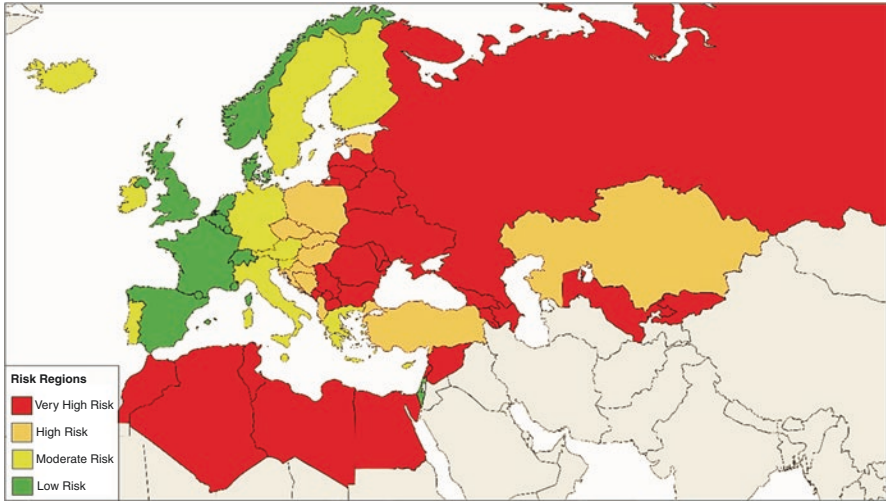 Risk Regions
Very High Risk
High Risk
Moderate Risk
Low Risk